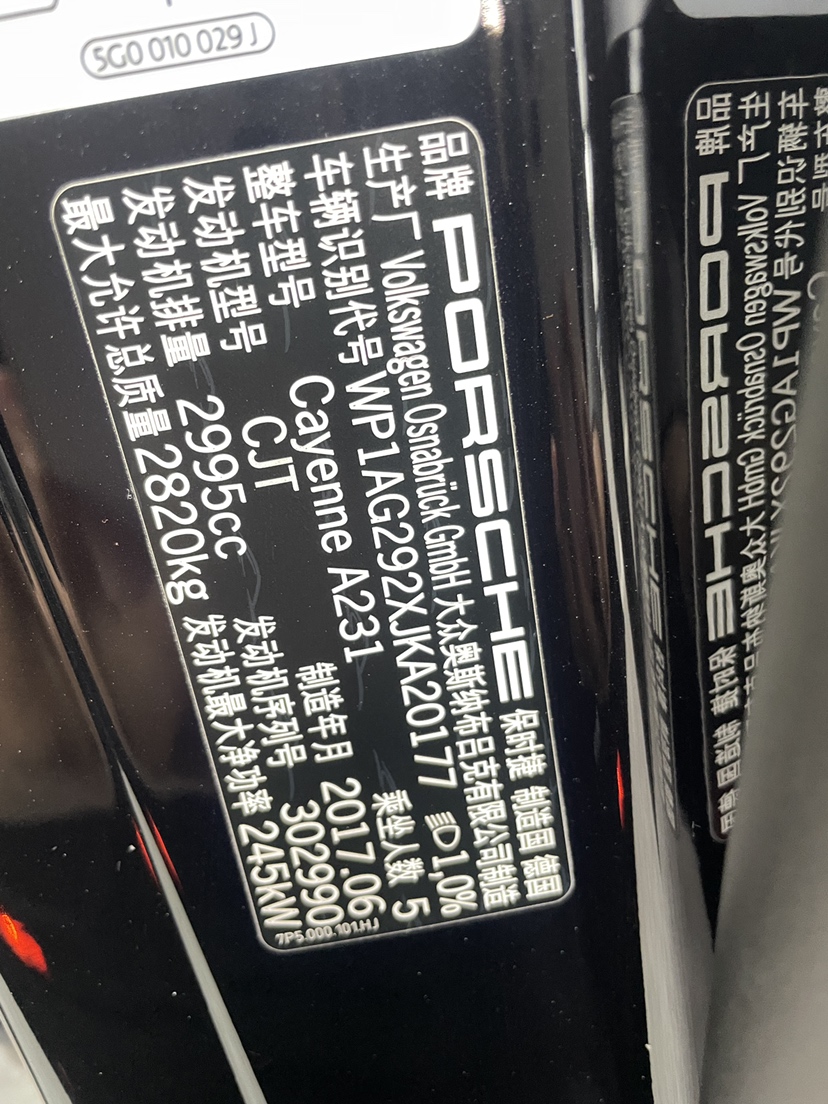 5G0 010 029 J
品牌 PORSCHE 保时捷 制造国 德国
生产厂 Volkswagen Osnabrück GmbH 大众奥斯纳布吕克有限公司制造
车辆识别代号 WP1AG292XJKA20177 1,0%
整车型号 Cayenne A231 乘坐人数 5
发动机型号 CJT 制造年月 2017.06
发动机排量 2995cc 发动机序列号 302990
最大允许总质量 2820kg 发动机最大净功率 245kW
7P5.000.101.HJ